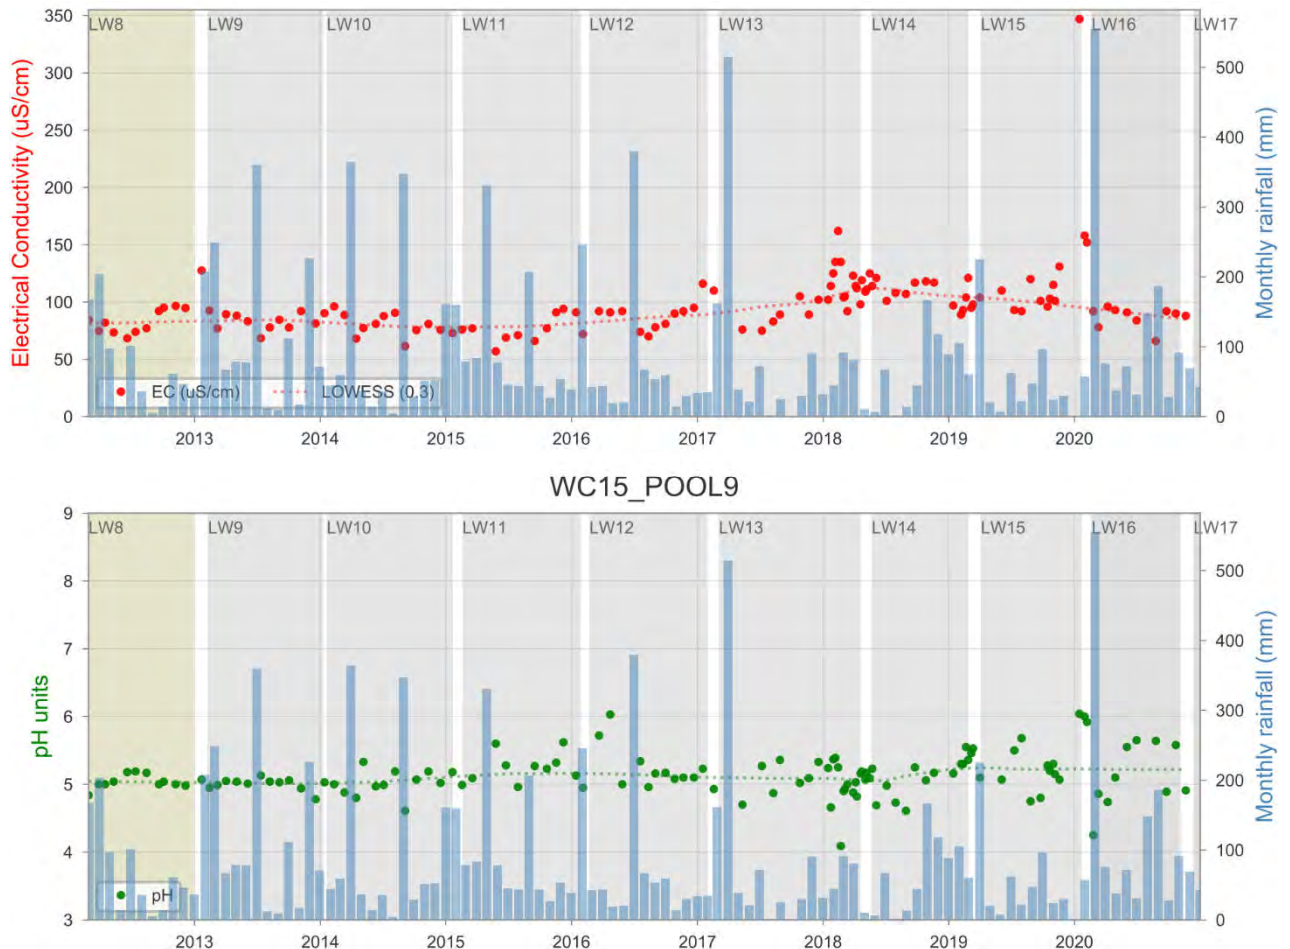 LW8 LW9 LW10 LW11 LW12 LW13 LW14 LW15 LW16 LW17
350
300
250
200
150
100
50
0
Electrical Conductivity (uS/cm)
500
400
300
200
100
0
Monthly rainfall (mm)
EC (uS/cm) LOWESS (0.3)
2013 2014 2015 2016 2017 2018 2019 2020
WC15_POOL9
LW8 LW9 LW10 LW11 LW12 LW13 LW14 LW15 LW16 LW17
9
8
7
6
5
4
3
pH units
500
400
300
200
100
0
Monthly rainfall (mm)
pH
2013 2014 2015 2016 2017 2018 2019 2020